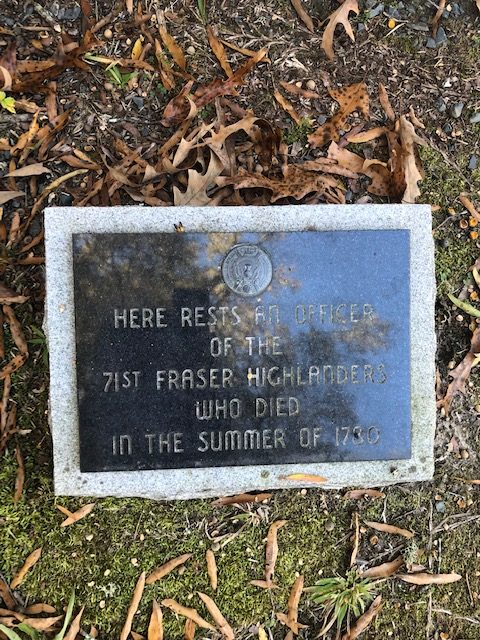 HERE RESTS AN OFFICER
OF THE
71ST FRASER HIGHLANDERS
WHO DIED
IN THE SUMMER OF 1780